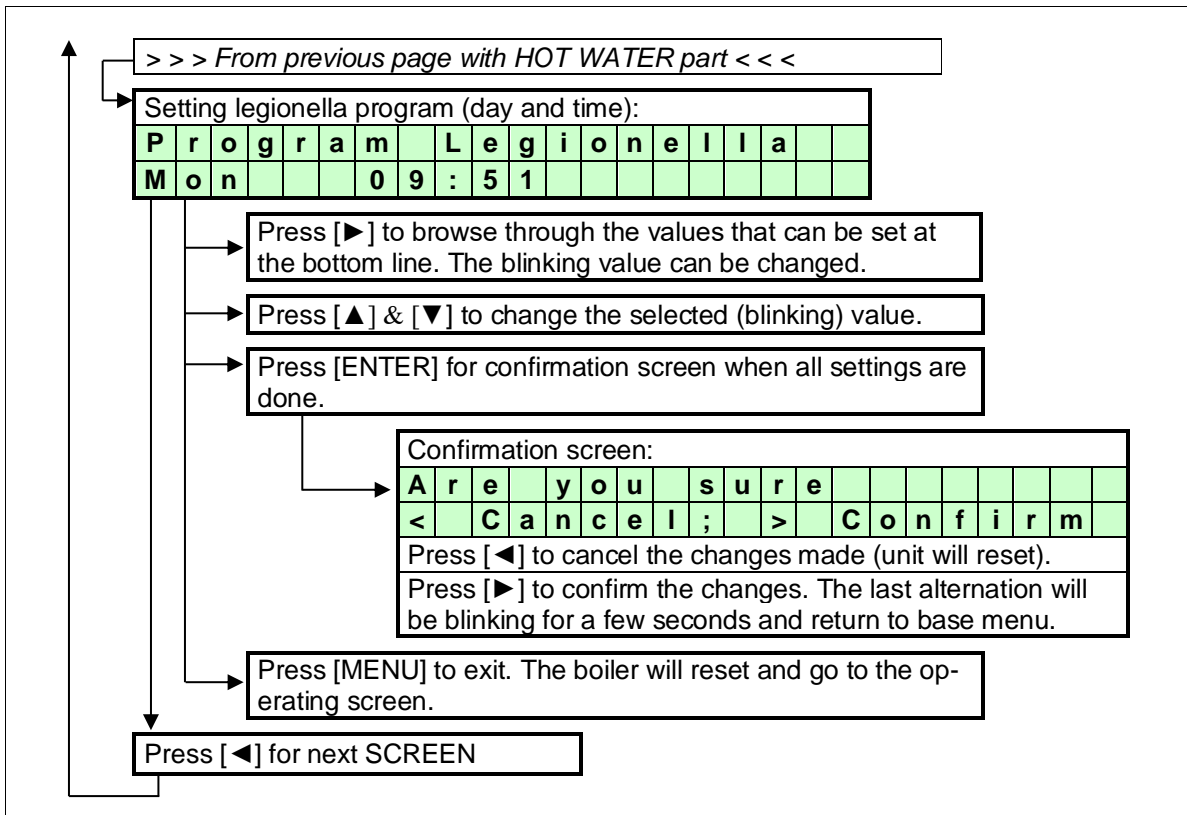 > > > From previous page with HOT WATER part < < <
Setting legionella program (day and time):
Program Legionella
Mon 09:51
Press [►] to browse through the values that can be set at
the bottom line. The blinking value can be changed.
Press [▲] & [▼] to change the selected (blinking) value.
Press [ENTER] for confirmation screen when all settings are
done.
Confirmation screen:
Are you sure
< Cancel; > Confirm
Press [◄] to cancel the changes made (unit will reset).
Press [►] to confirm the changes. The last alternation will
be blinking for a few seconds and return to base menu.
Press [MENU] to exit. The boiler will reset and go to the op-
erating screen.
Press [◄] for next SCREEN